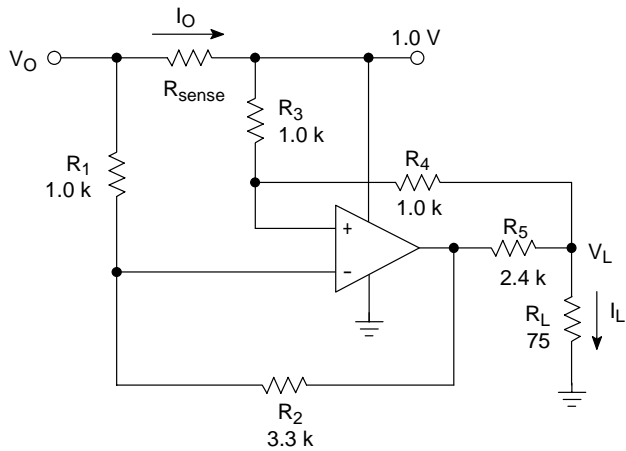 I_O
1.0 V
V_O
R_sense
R_3
1.0 k
R_1
1.0 k
R_4
1.0 k
+
−
R_5
2.4 k
V_L
R_L
75
I_L
R_2
3.3 k